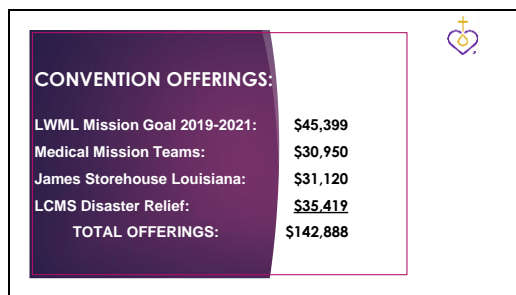 CONVENTION OFFERINGS:
LWML Mission Goal 2019-2021: $45,399
Medical Mission Teams: $30,950
James Storehouse Louisiana: $31,120
LCMS Disaster Relief: $35,419
TOTAL OFFERINGS: $142,888